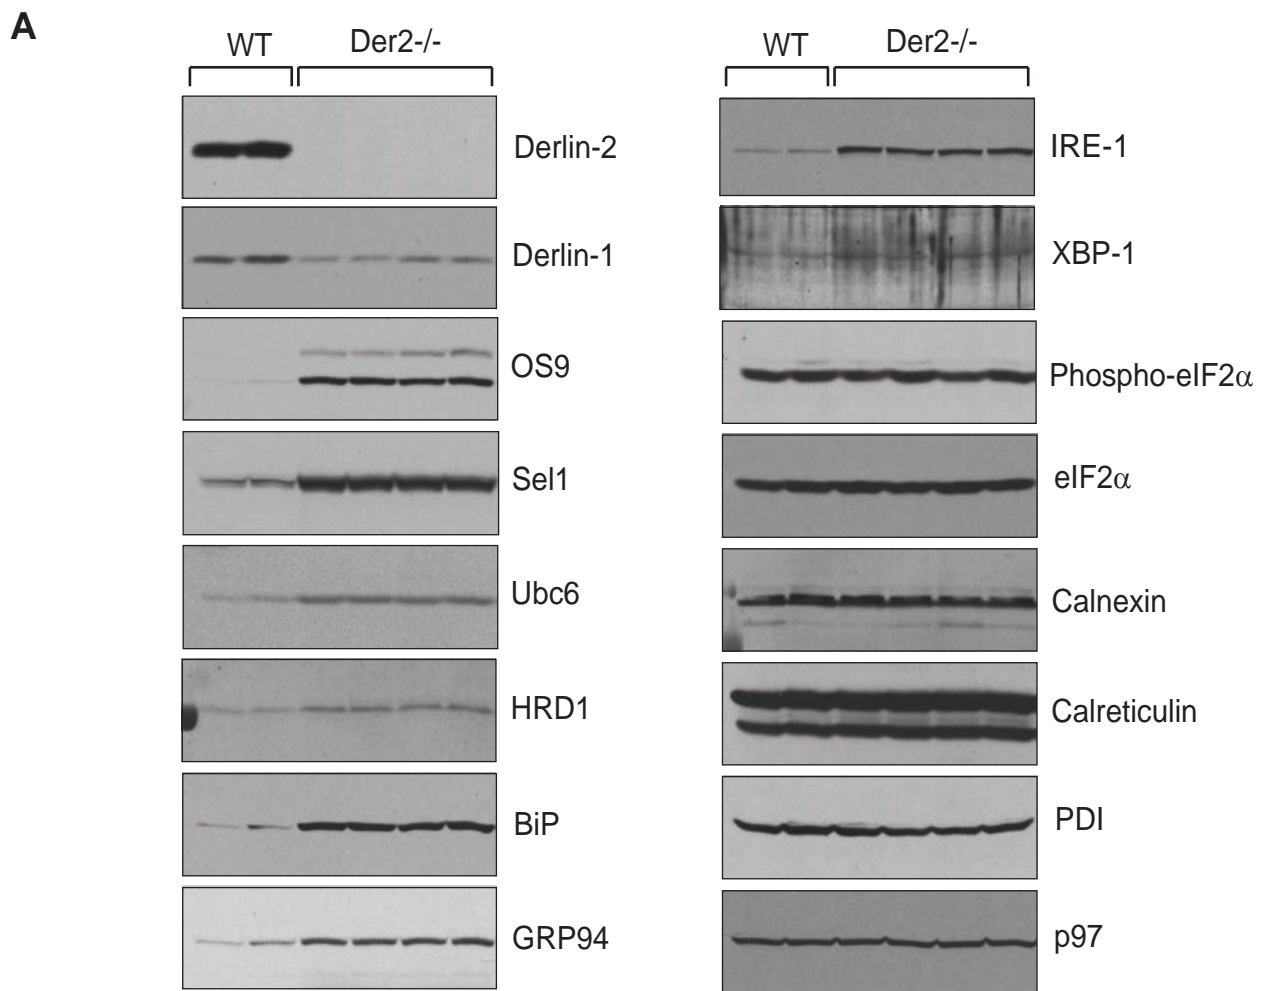 A
WT Der2-/-
Derlin-2
Derlin-1
OS9
Sel1
Ubc6
HRD1
BiP
GRP94
WT Der2-/-
IRE-1
XBP-1
Phospho-eIF2α
eIF2α
Calnexin
Calreticulin
PDI
p97